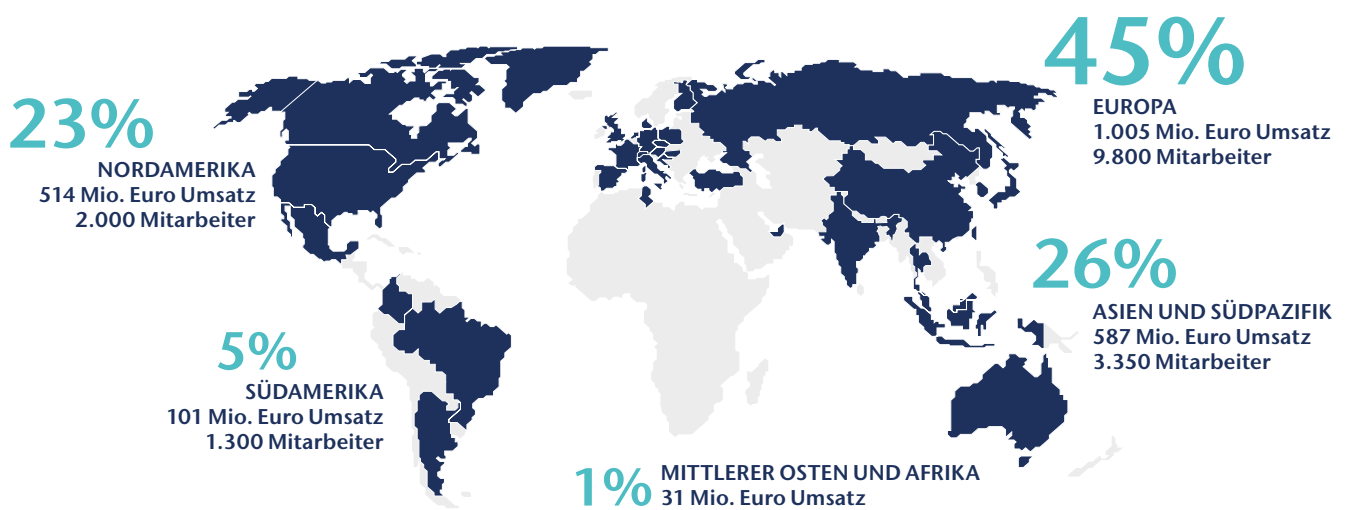 45%
EUROPA
1.005 Mio. Euro Umsatz
9.800 Mitarbeiter
23%
NORDAMERIKA
514 Mio. Euro Umsatz
2.000 Mitarbeiter
26%
ASIEN UND SÜDPAZIFIK
587 Mio. Euro Umsatz
3.350 Mitarbeiter
5%
SÜDAMERIKA
101 Mio. Euro Umsatz
1.300 Mitarbeiter
1%
MITTLERER OSTEN UND AFRIKA
31 Mio. Euro Umsatz